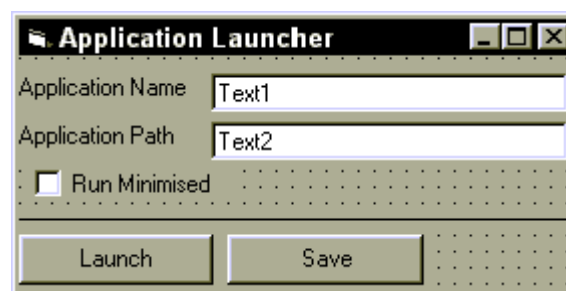 Application Launcher
Application Name Text1
Application Path Text2
Run Minimised
Launch Save